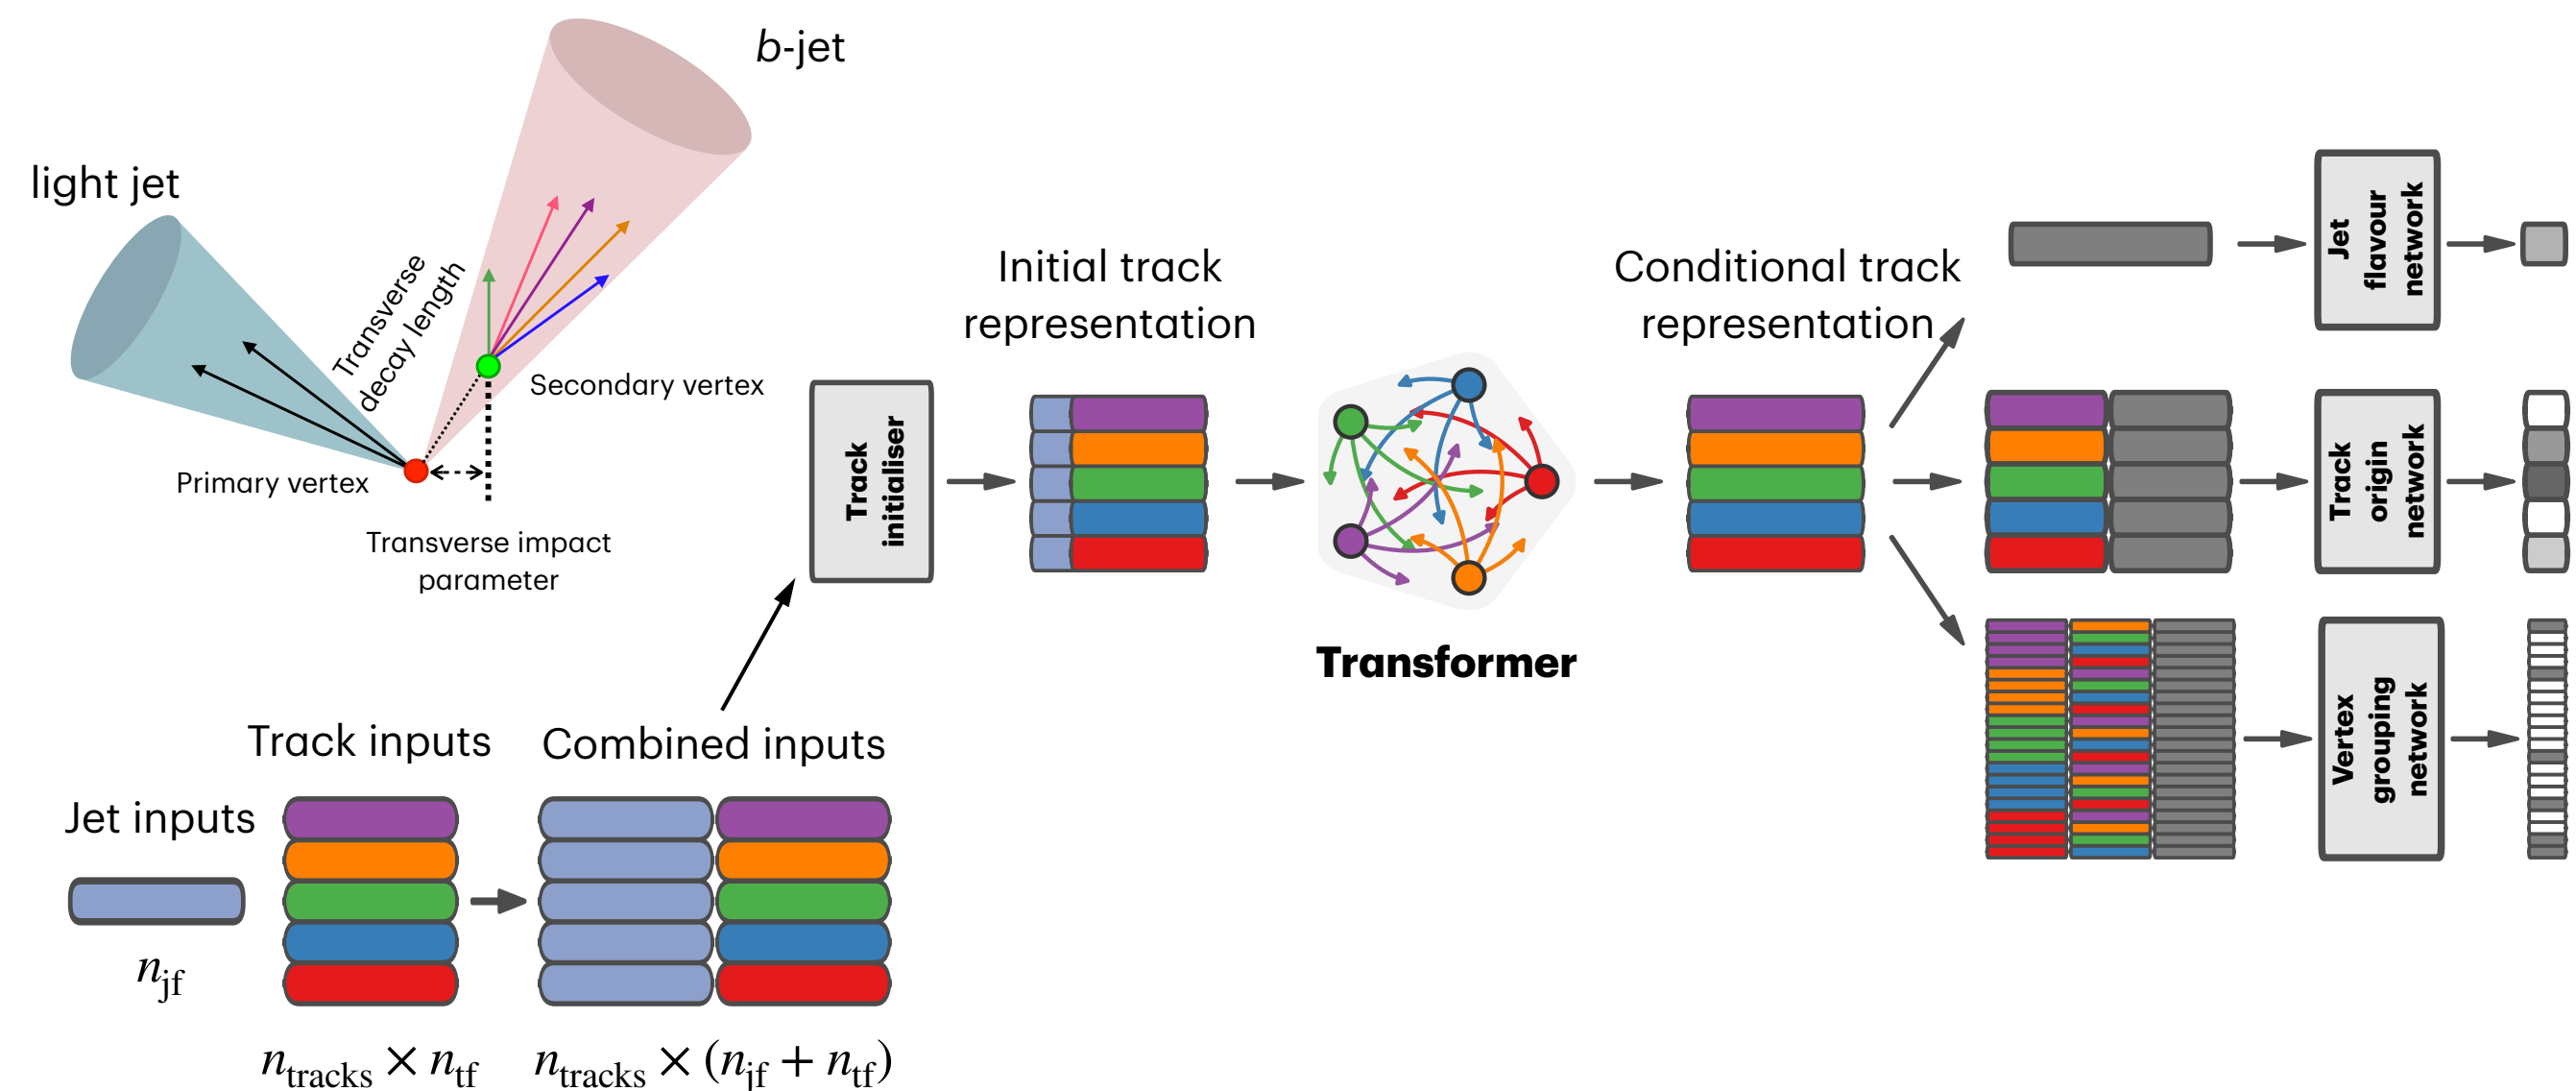 b-jet
light jet
Transverse
decay length
Secondary vertex
Primary vertex
Transverse impact
parameter
Track inputs
Combined inputs
Jet inputs
n_jf
n_tracks × n_tf
n_tracks × (n_jf + n_tf)
Track
initialiser
Initial track
representation
Transformer
Conditional track
representation
Jet
flavour
network
Track
origin
network
Vertex
grouping
network